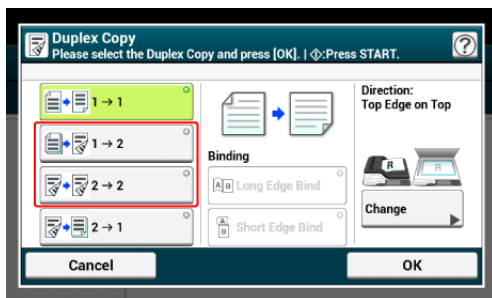 Duplex Copy
Please select the Duplex Copy and press [OK]. | :Press START.
?
1 → 1
1 → 2
2 → 2
2 → 1
Binding
A B Long Edge Bind
A B Short Edge Bind
Direction:
Top Edge on Top
R R
Change
Cancel
OK